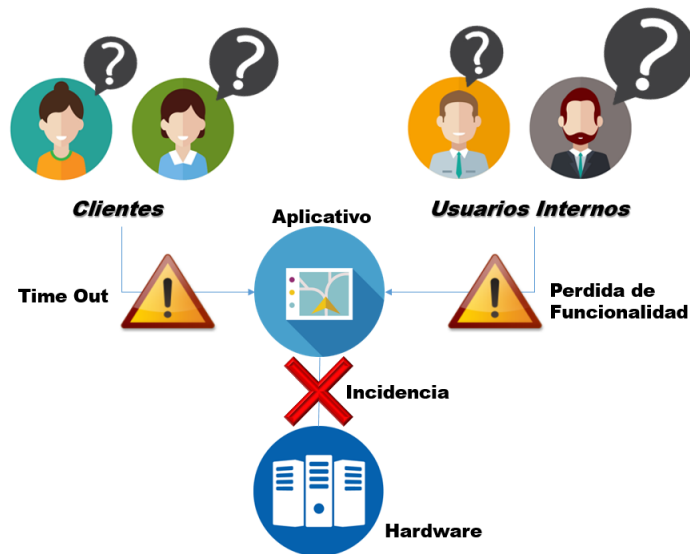 ?
?
?
?
Clientes
Aplicativo
Usuarios Internos
Time Out
!
!
Perdida de
Funcionalidad
Incidencia
Hardware